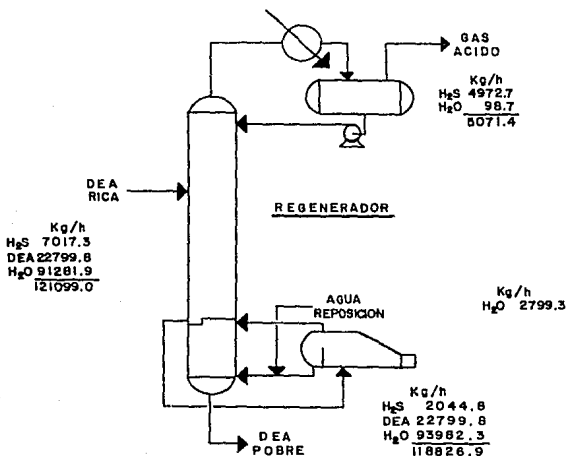 GAS
ACIDO
Kg/h
H₂S 4972.7
H₂O 98.7
5071.4
DEA
RICA
REGENERADOR
Kg/h
H₂S 7017.3
DEA 22799.8
H₂O 91281.9
121099.0
AGUA
REPOSICION
Kg/h
H₂O 2799.3
Kg/h
H₂S 2044.8
DEA 22799.8
H₂O 93982.3
118826.9
DEA
POBRE